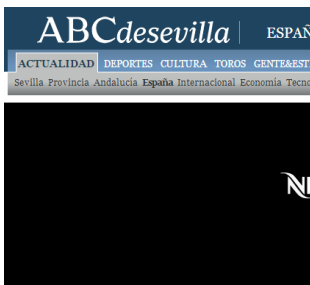 ABCdesevilla
ACTUALIDAD DEPORTES CULTURA TOROS
Sevilla Provincia Andalucía España Internacional Economía